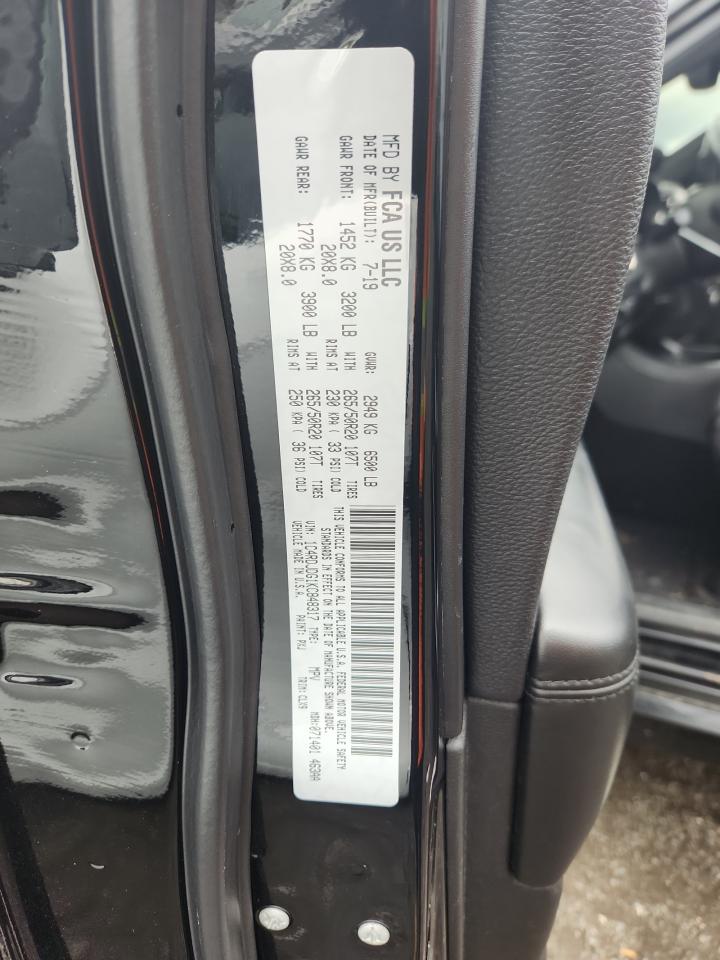 MFD BY FCA US LLC
DATE OF MFR(BUILT): 7-19 GVWR: 2949 KG 6500 LB
GAWR FRONT: 1452 KG 3200 LB WITH 265/50R20 107T TIRES
20X8.0 RIMS AT 230 KPA ( 33 PSI) COLD
GAWR REAR: 1770 KG 3900 LB WITH 265/50R20 107T TIRES
20X8.0 RIMS AT 250 KPA ( 36 PSI) COLD
THIS VEHICLE CONFORMS TO ALL APPLICABLE U.S.A. FEDERAL MOTOR VEHICLE SAFETY
STANDARDS IN EFFECT ON THE DATE OF MANUFACTURE SHOWN ABOVE.
VIN: 1C4RDJDG1KC848317 TYPE: MPV MDH:071401 463AA
VEHICLE MADE IN U.S.A. PAINT: PXJ TRIM: CLX9